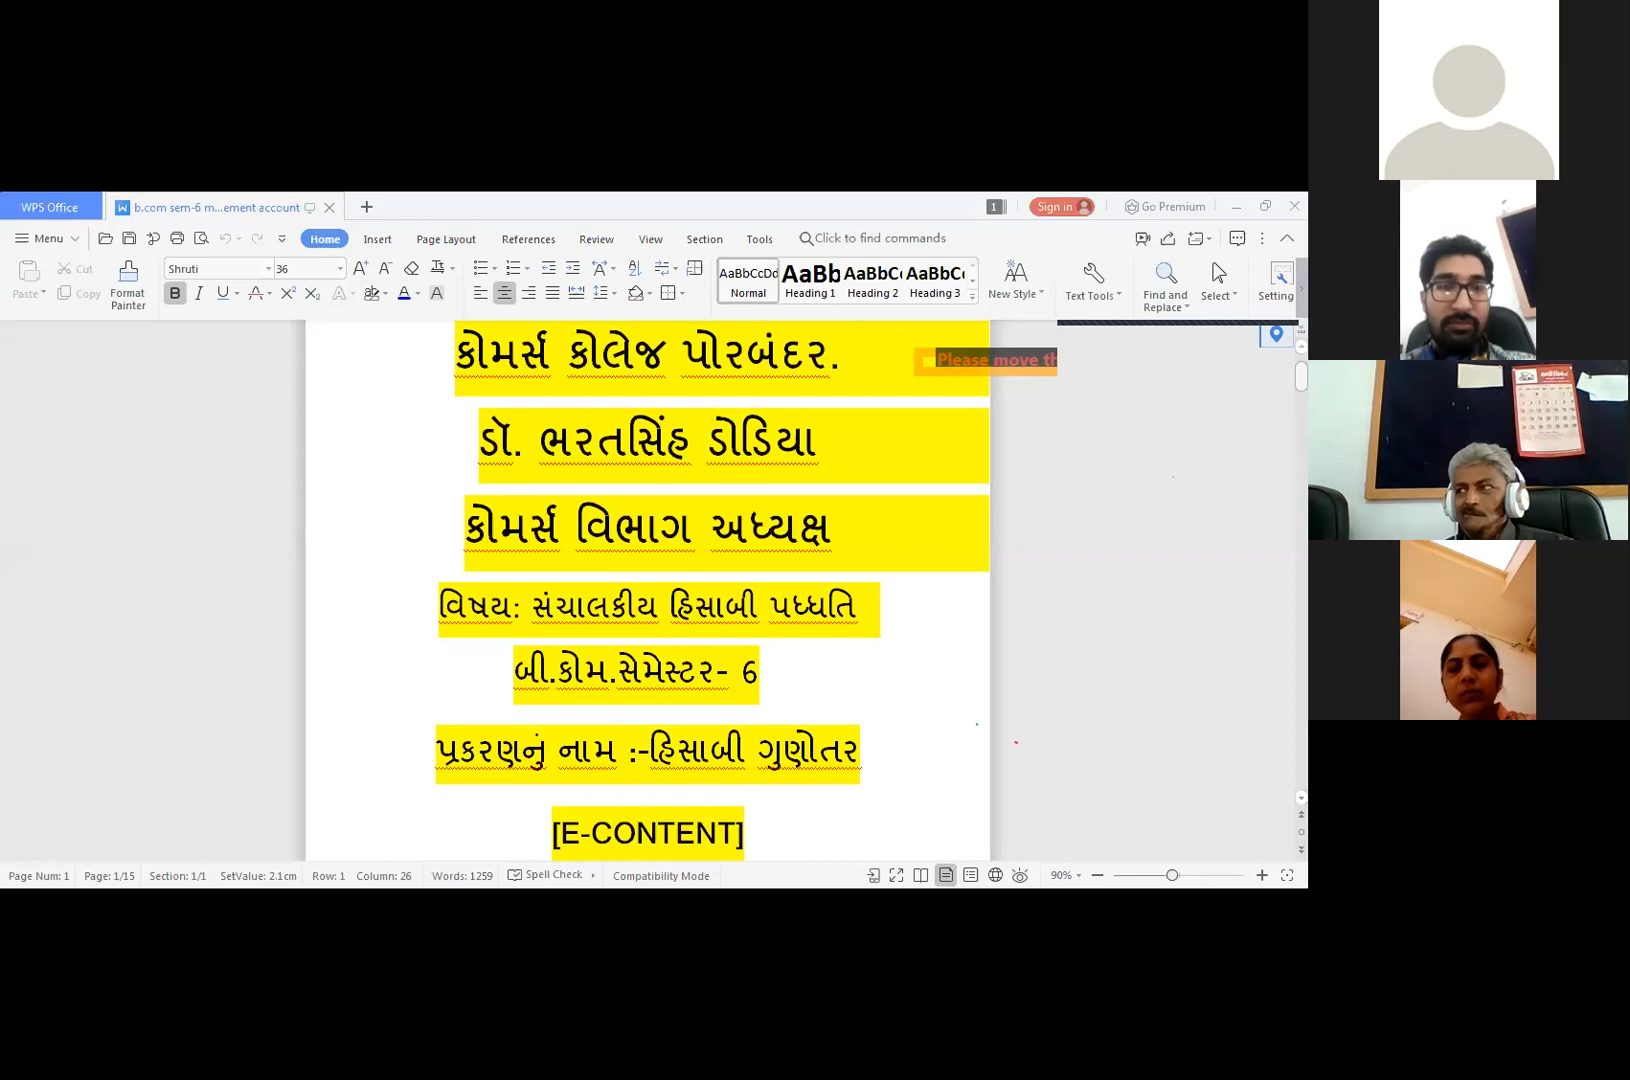 WPS Office
b.com sem-6 m...ement account
1
Sign in
Go Premium
Menu
Home
Insert
Page Layout
References
Review
View
Section
Tools
Click to find commands
Paste
Cut
Copy
Format
Painter
Shruti
36
AaBbCcDd
Normal
AaBb
Heading 1
AaBbC
Heading 2
AaBbC
Heading 3
New Style
Text Tools
Find and
Replace
Select
Setting
કોમર્સ કોલેજ પોરબંદર.
Please move th
ડૉ. ભરતસિંહ ડોડિયા
કોમર્સ વિભાગ અધ્યક્ષ
વિષય: સંચાલકીય હિસાબી પધ્ધતિ
બી.કોમ.સેમેસ્ટર- 6
પ્રકરણનું નામ :-હિસાબી ગુણોતર
[E-CONTENT]
Page Num: 1
Page: 1/15
Section: 1/1
SetValue: 2.1cm
Row: 1
Column: 26
Words: 1259
Spell Check
Compatibility Mode
90%